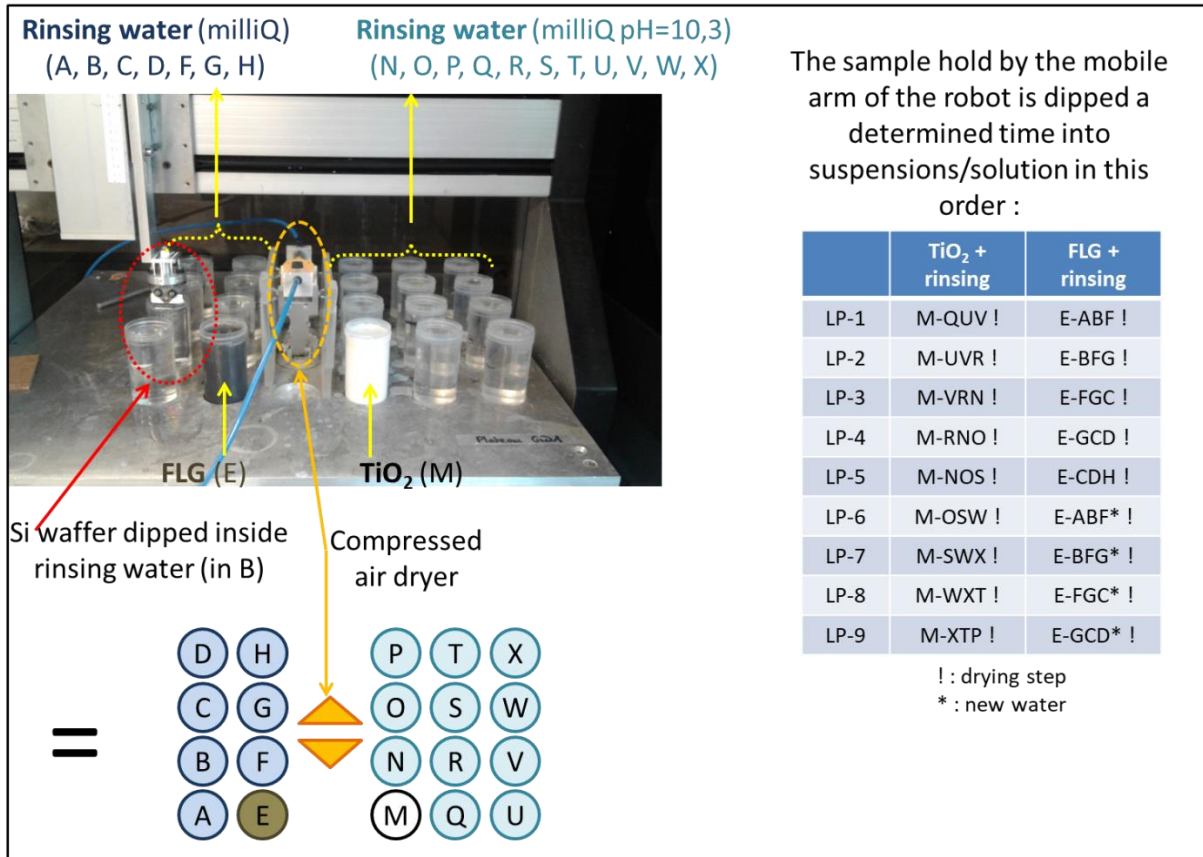 Rinsing water (milliQ)
(A, B, C, D, F, G, H)
Rinsing water (milliQ pH=10,3)
(N, O, P, Q, R, S, T, U, V, W, X)
FLG (E)
TiO₂ (M)
Plateau
Si waffer dipped inside
rinsing water (in B)
Compressed
air dryer
=
D H P T X
C G O S W
B F N R V
A E M Q U
The sample hold by the mobile
arm of the robot is dipped a
determined time into
suspensions/solution in this
order :
TiO₂ + FLG +
rinsing rinsing
LP-1 M-QUV ! E-ABF !
LP-2 M-UVR ! E-BFG !
LP-3 M-VRN ! E-FGC !
LP-4 M-RNO ! E-GCD !
LP-5 M-NOS ! E-CDH !
LP-6 M-OSW ! E-ABF* !
LP-7 M-SWX ! E-BFG* !
LP-8 M-WXT ! E-FGC* !
LP-9 M-XTP ! E-GCD* !
! : drying step
* : new water